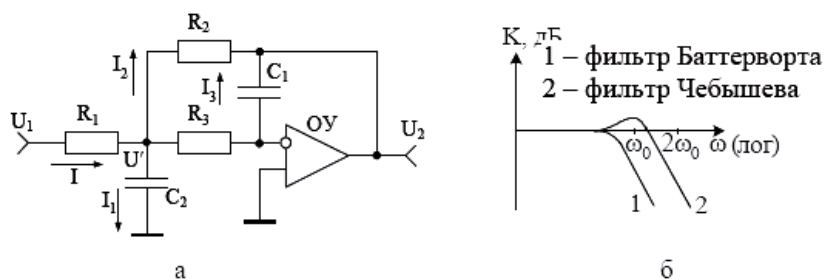 R₂
I₂
I₃
C₁
U₁
R₁
R₃
ОУ
U₂
U'
I
I₁
C₂
а
K, дБ
1 – фильтр Баттерворта
2 – фильтр Чебышева
ω₀
2ω₀
ω (лог)
1
2
б